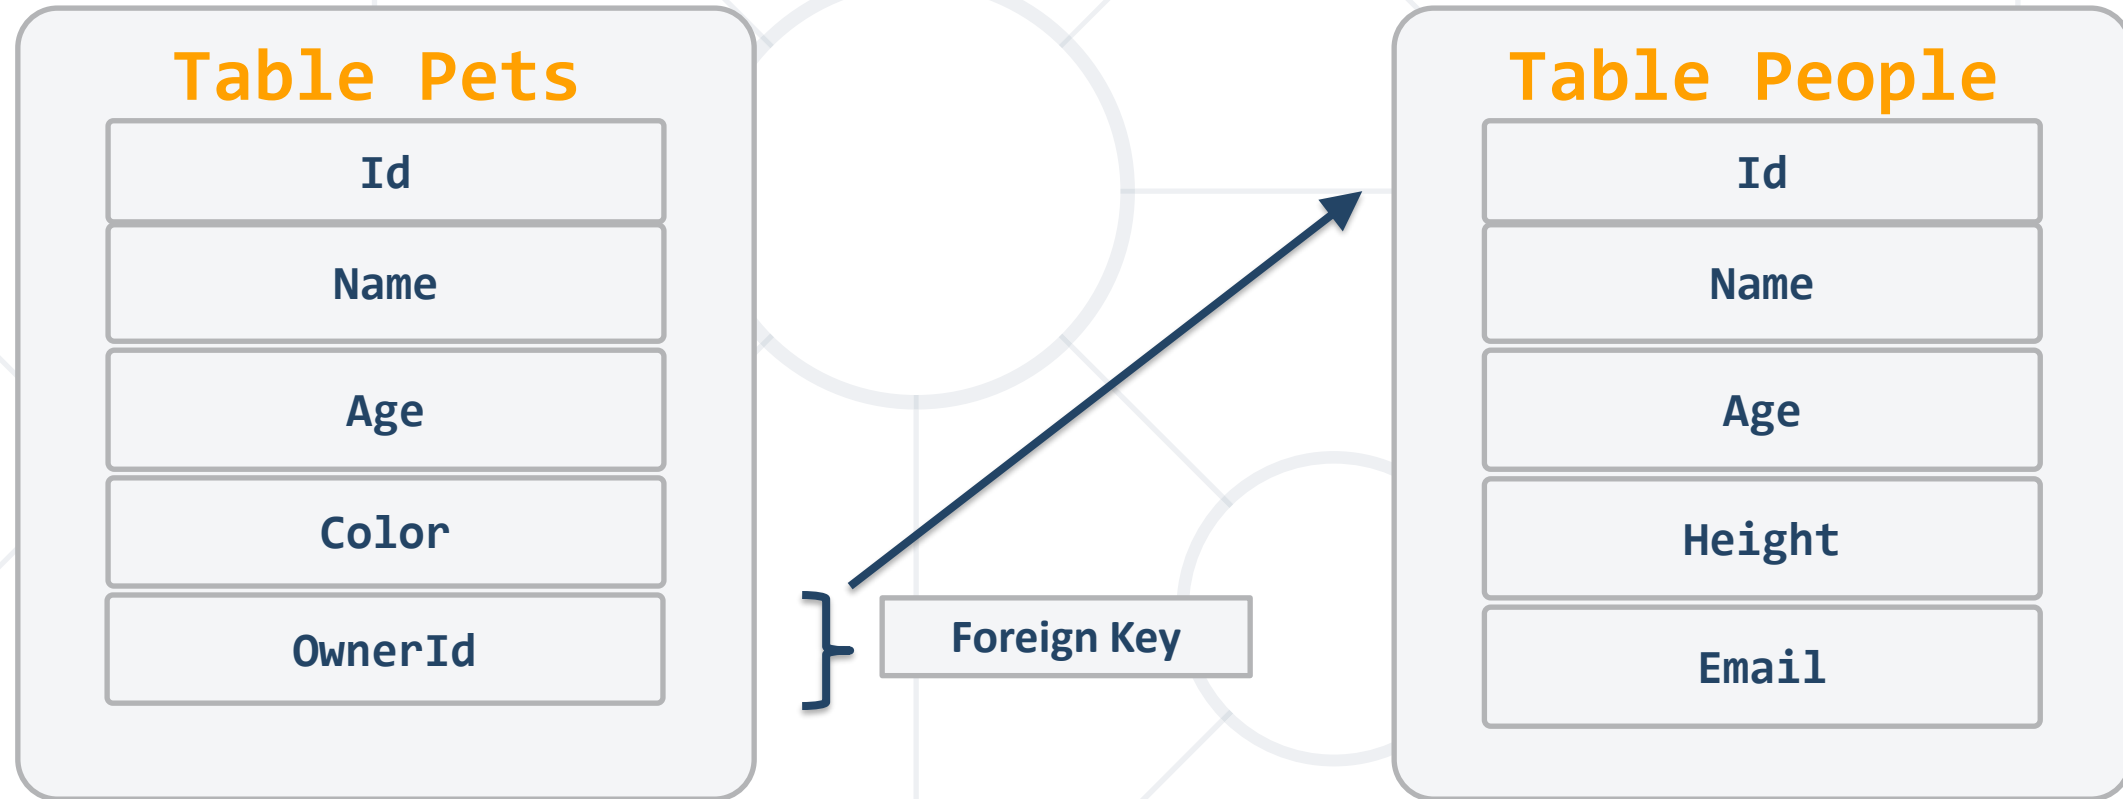 Table Pets
Id
Name
Age
Color
OwnerId
Foreign Key
Table People
Id
Name
Age
Height
Email